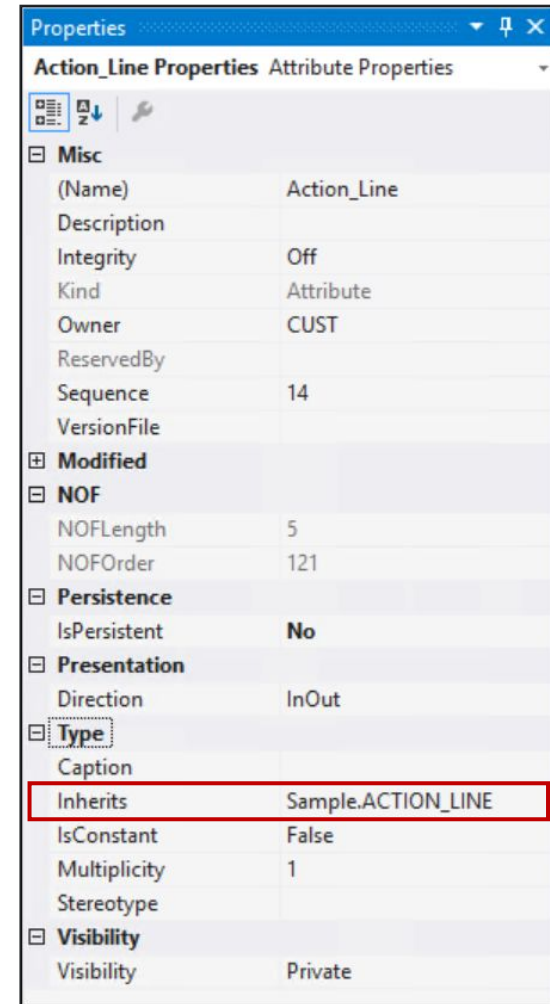 Properties
Action_Line Properties Attribute Properties
Misc
(Name) Action_Line
Description
Integrity Off
Kind Attribute
Owner CUST
ReservedBy
Sequence 14
VersionFile
Modified
NOF
NOFLength 5
NOFOrder 121
Persistence
IsPersistent No
Presentation
Direction InOut
Type
Caption
Inherits Sample.ACTION_LINE
IsConstant False
Multiplicity 1
Stereotype
Visibility
Visibility Private